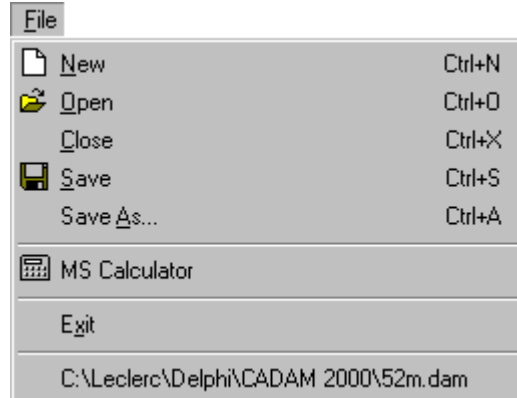 File
New Ctrl+N
Open Ctrl+O
Close Ctrl+X
Save Ctrl+S
Save As... Ctrl+A
MS Calculator
Exit
C:\Leclerc\Delphi\CADAM 2000\52m.dam